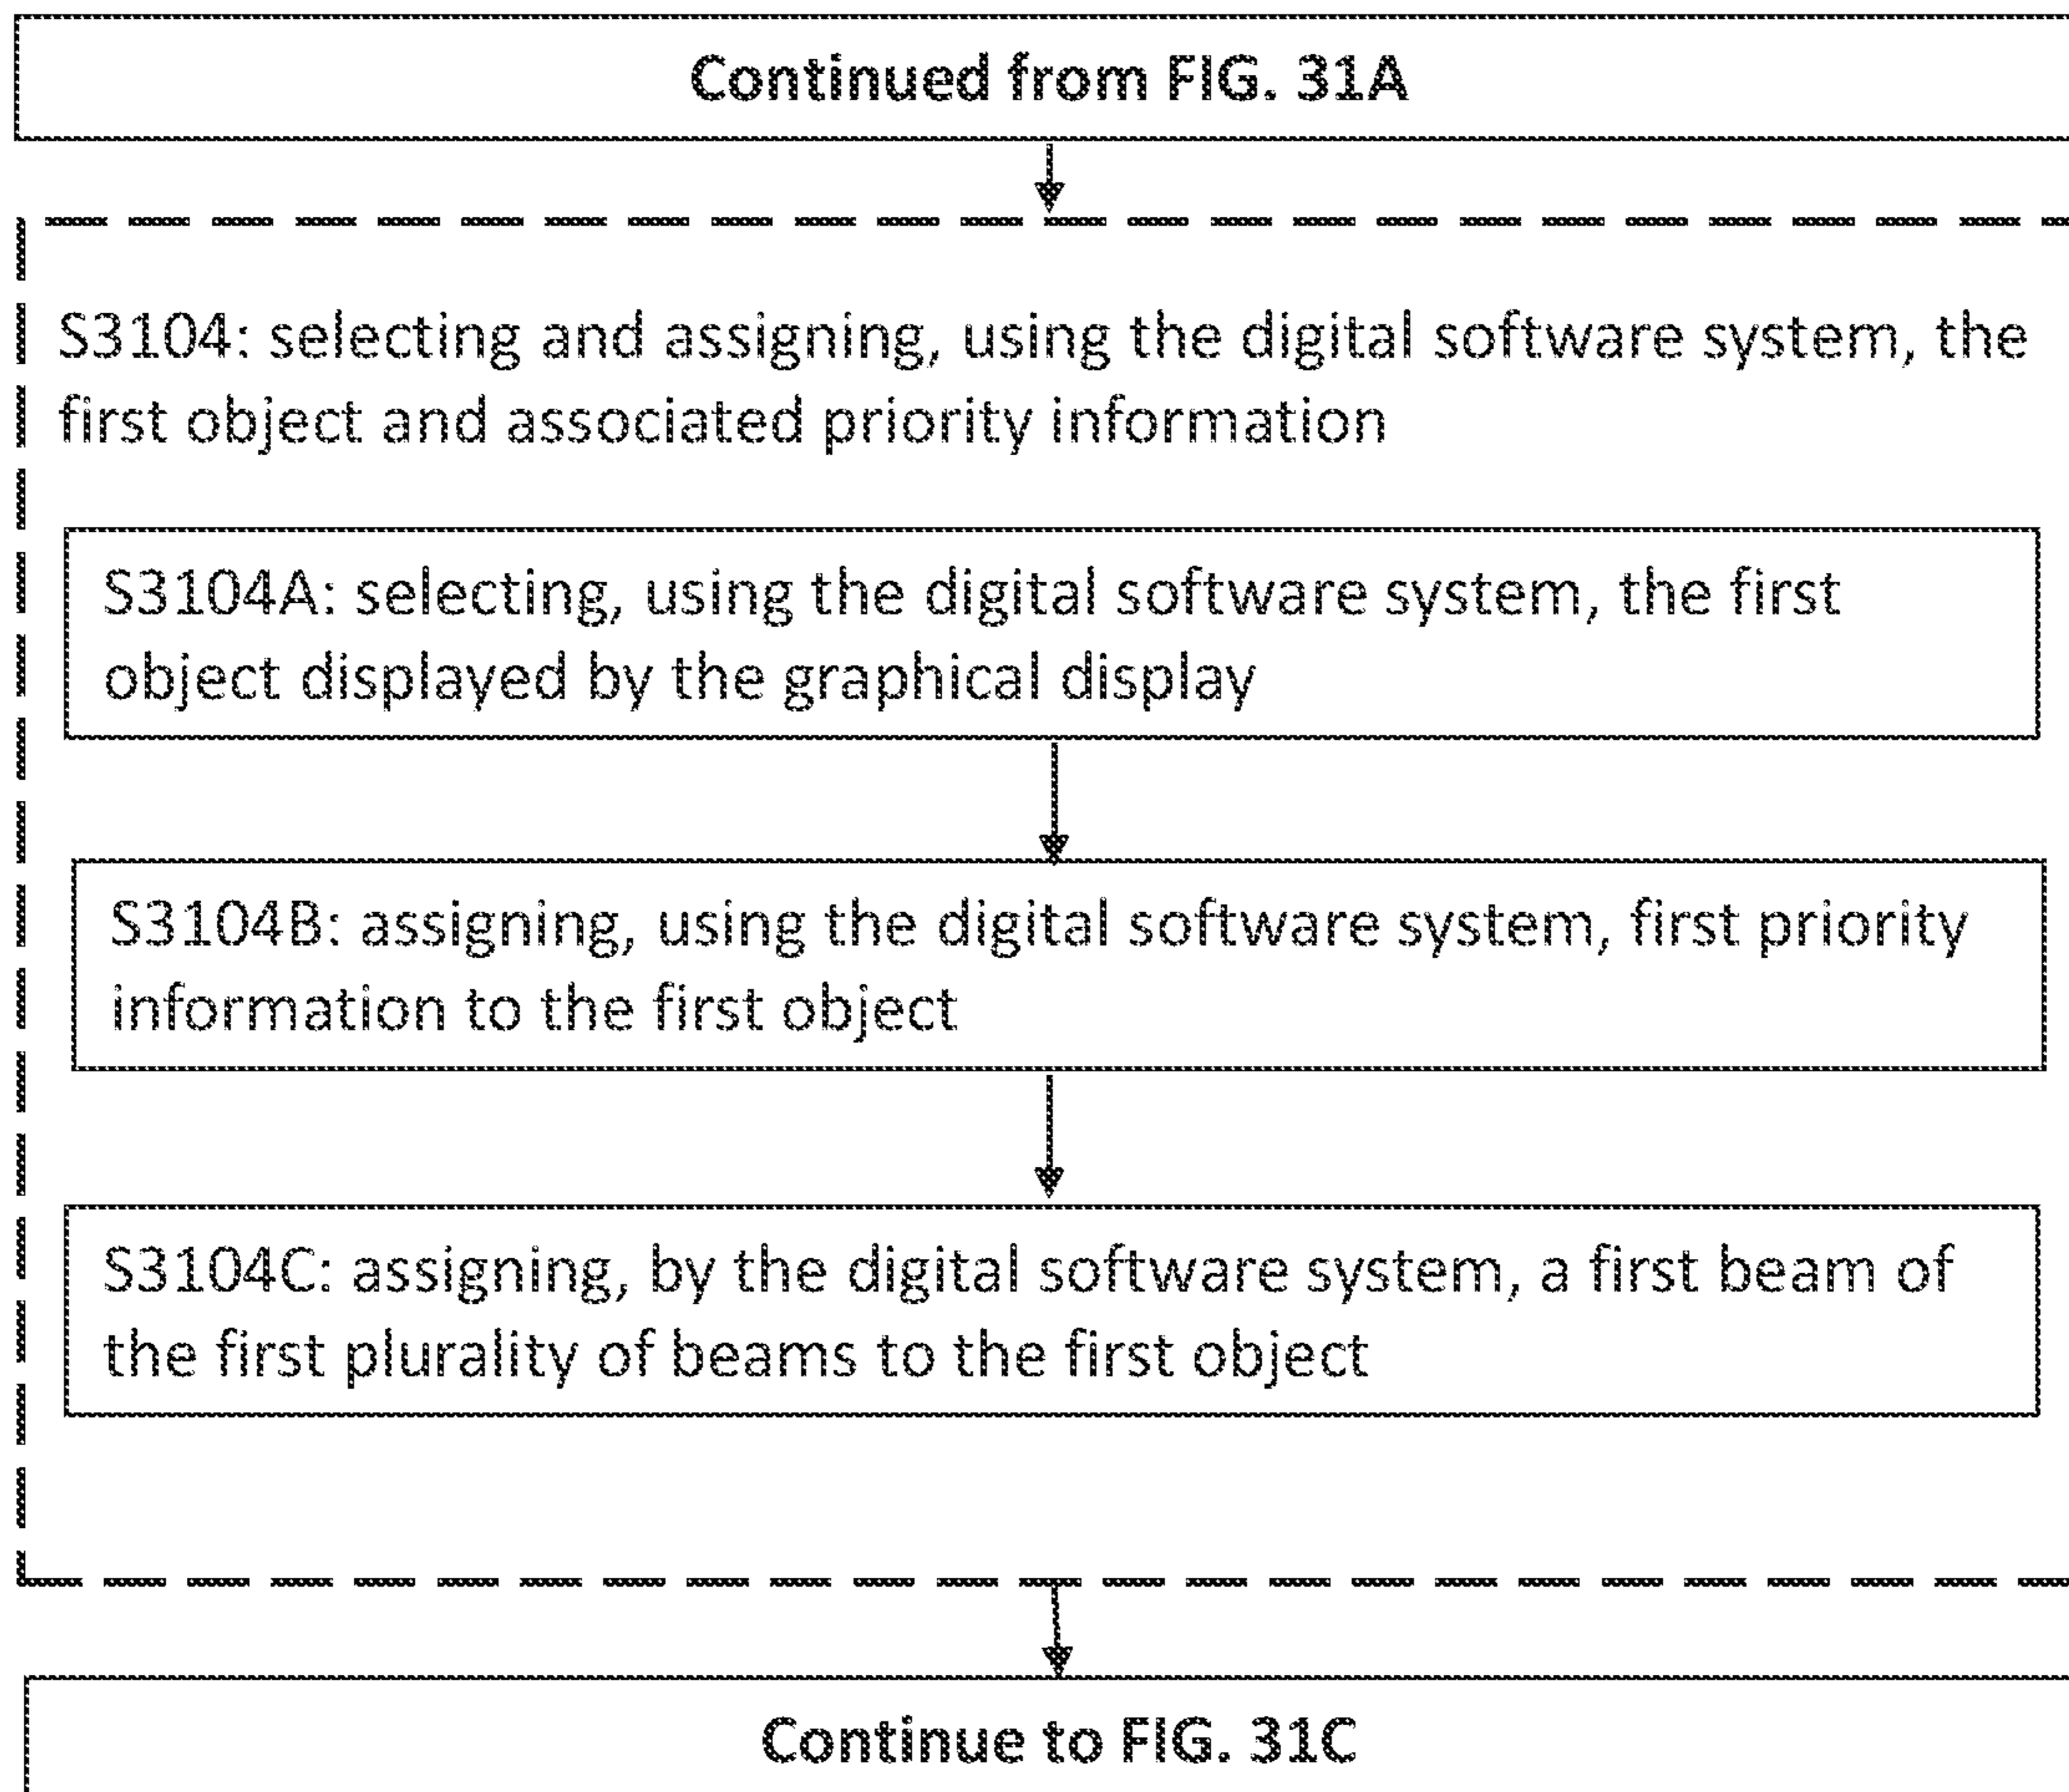 Continued from FIG. 31A
S3104: selecting and assigning, using the digital software system, the
first object and associated priority information
S3104A: selecting, using the digital software system, the first
object displayed by the graphical display
S3104B: assigning, using the digital software system, first priority
information to the first object
S3104C: assigning, by the digital software system, a first beam of
the first plurality of beams to the first object
Continue to FIG. 31C